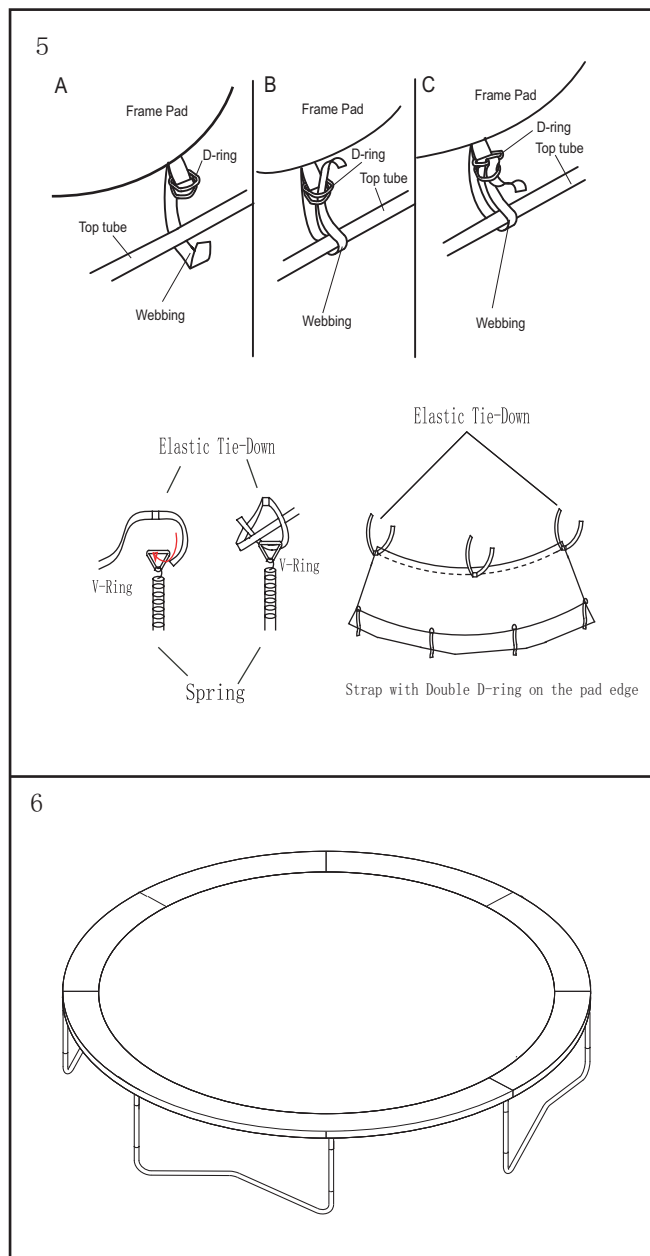 5
A
Frame Pad
D-ring
Top tube
Webbing
B
Frame Pad
D-ring
Top tube
Webbing
C
Frame Pad
D-ring
Top tube
Webbing
Elastic Tie-Down
V-Ring
V-Ring
Spring
Elastic Tie-Down
Strap with Double D-ring on the pad edge
6